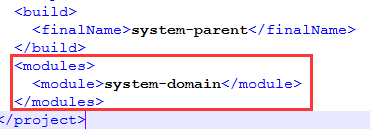 <build>
<finalName>system-parent</finalName>
</build>
<modules>
<module>system-domain</module>
</modules>
</project>